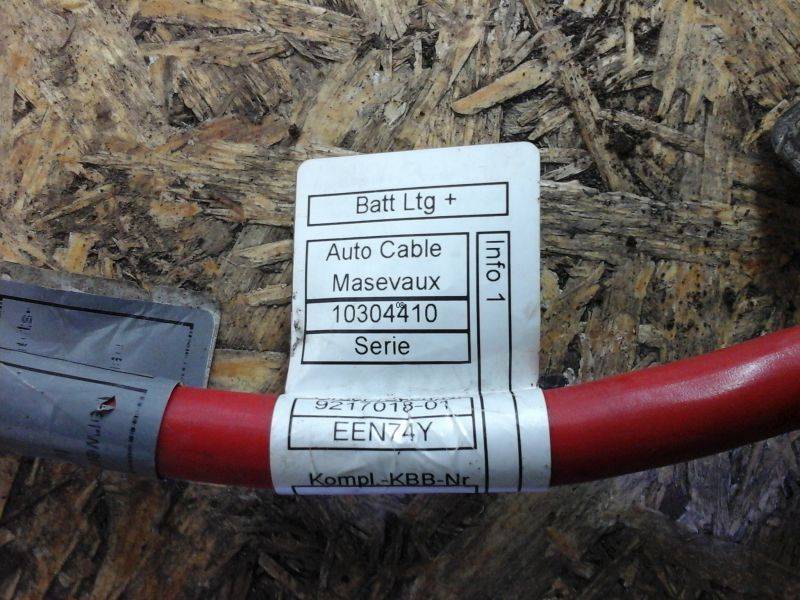 Batt Ltg +
Auto Cable
Masevaux
10304410
Serie
Info 1
9217018-01
EEN74Y
Kompl.-KBB-Nr